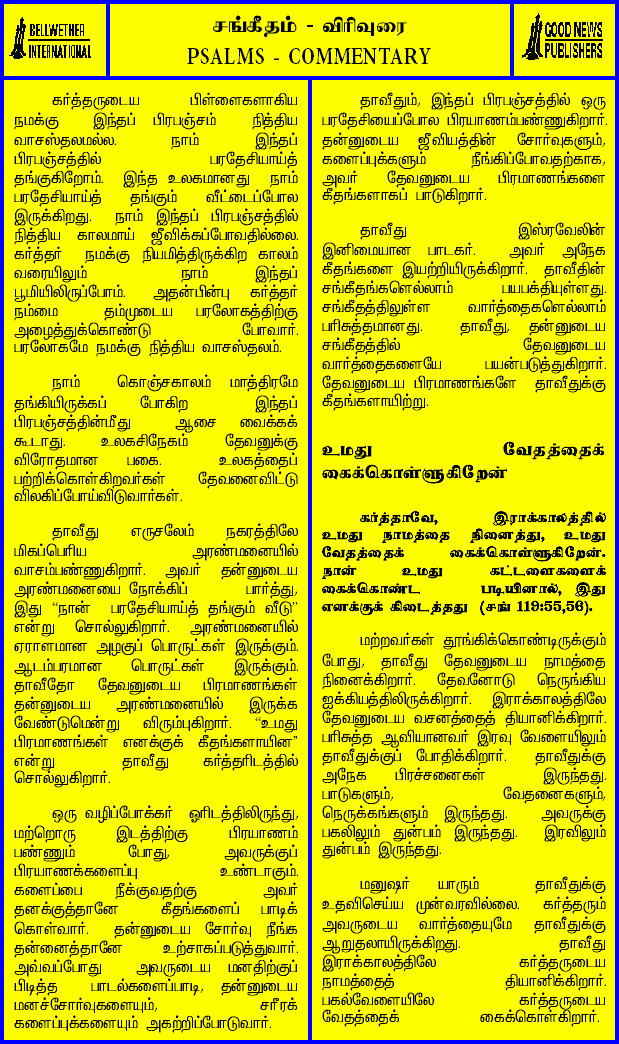 BELLWETHER
INTERNATIONAL
சங்கீதம் - விரிவுரை
PSALMS - COMMENTARY
GOOD NEWS
PUBLISHERS
கர்த்தருடைய பிள்ளைகளாகிய
நமக்கு இந்தப் பிரபஞ்சம் நித்திய
வாசஸ்தலமல்ல. நாம் இந்தப்
பிரபஞ்சத்தில் பரதேசியாய்த்
தங்குகிறோம். இந்த உலகமானது நாம்
பரதேசியாய்த் தங்கும் வீட்டைப்போல
இருக்கிறது. நாம் இந்தப் பிரபஞ்சத்தில்
நித்திய காலமாய் ஜீவிக்கப்போவதில்லை.
கர்த்தர் நமக்கு நியமித்திருக்கிற காலம்
வரையிலும் நாம் இந்தப்
பூமியிலிருப்போம். அதன்பின்பு கர்த்தர்
நம்மை தம்முடைய பரலோகத்திற்கு
அழைத்துக்கொண்டு போவார்.
பரலோகமே நமக்கு நித்திய வாசஸ்தலம்.
நாம் கொஞ்சகாலம் மாத்திரமே
தங்கியிருக்கப் போகிற இந்தப்
பிரபஞ்சத்தின்மீது ஆசை வைக்கக்
கூடாது. உலகசிநேகம் தேவனுக்கு
விரோதமான பகை. உலகத்தைப்
பற்றிக்கொள்கிறவர்கள் தேவனைவிட்டு
விலகிப்போய்விடுவார்கள்.
தாவீது எருசலேம் நகரத்திலே
மிகப்பெரிய அரண்மனையில்
வாசம்பண்ணுகிறார். அவர் தன்னுடைய
அரண்மனையை நோக்கிப் பார்த்து,
இது “நான் பரதேசியாய்த் தங்கும் வீடு”
என்று சொல்லுகிறார். அரண்மனையில்
ஏராளமான அழகுப் பொருட்கள் இருக்கும்.
ஆடம்பரமான பொருட்கள் இருக்கும்.
தாவீதோ தேவனுடைய பிரமாணங்கள்
தன்னுடைய அரண்மனையில் இருக்க
வேண்டுமென்று விரும்புகிறார். “உமது
பிரமாணங்கள் எனக்குக் கீதங்களாயின”
என்று தாவீது கர்த்தரிடத்தில்
சொல்லுகிறார்.
ஒரு வழிப்போக்கர் ஓரிடத்திலிருந்து,
மற்றொரு இடத்திற்கு பிரயாணம்
பண்ணும் போது, அவருக்குப்
பிரயாணக்களைப்பு உண்டாகும்.
களைப்பை நீக்குவதற்கு அவர்
தனக்குத்தானே கீதங்களைப் பாடிக்
கொள்வார். தன்னுடைய சோர்வு நீங்க
தன்னைத்தானே உற்சாகப்படுத்துவார்.
அவ்வப்போது அவருடைய மனதிற்குப்
பிடித்த பாடல்களைப்பாடி, தன்னுடைய
மனச்சோர்வுகளையும், சரீரக்
களைப்புக்களையும் அகற்றிப்போடுவார்.
தாவீதும், இந்தப் பிரபஞ்சத்தில் ஒரு
பரதேசியைப்போல பிரயாணம்பண்ணுகிறார்.
தன்னுடைய ஜீவியத்தின் சோர்வுகளும்,
களைப்புக்களும் நீங்கிப்போவதற்காக,
அவர் தேவனுடைய பிரமாணங்களை
கீதங்களாகப் பாடுகிறார்.
தாவீது இஸ்ரவேலின்
இனிமையான பாடகர். அவர் அநேக
கீதங்களை இயற்றியிருக்கிறார். தாவீதின்
சங்கீதங்களெல்லாம் பயபக்தியுள்ளது.
சங்கீதத்திலுள்ள வார்த்தைகளெல்லாம்
பரிசுத்தமானது. தாவீது, தன்னுடைய
சங்கீதத்தில் தேவனுடைய
வார்த்தைகளையே பயன்படுத்துகிறார்.
தேவனுடைய பிரமாணங்களே தாவீதுக்கு
கீதங்களாயிற்று.
உமது வேதத்தைக்
கைக்கொள்ளுகிறேன்
கர்த்தாவே, இராக்காலத்தில்
உமது நாமத்தை நினைத்து, உமது
வேதத்தைக் கைக்கொள்ளுகிறேன்.
நான் உமது கட்டளைகளைக்
கைக்கொண்ட படியினால், இது
எனக்குக் கிடைத்தது (சங் 119:55,56).
மற்றவர்கள் தூங்கிக்கொண்டிருக்கும்
போது, தாவீது தேவனுடைய நாமத்தை
நினைக்கிறார். தேவனோடு நெருங்கிய
ஐக்கியத்திலிருக்கிறார். இராக்காலத்திலே
தேவனுடைய வசனத்தைத் தியானிக்கிறார்.
பரிசுத்த ஆவியானவர் இரவு வேளையிலும்
தாவீதுக்குப் போதிக்கிறார். தாவீதுக்கு
அநேக பிரச்சனைகள் இருந்தது.
பாடுகளும், வேதனைகளும்,
நெருக்கங்களும் இருந்தது. அவருக்கு
பகலிலும் துன்பம் இருந்தது. இரவிலும்
துன்பம் இருந்தது.
மனுஷர் யாரும் தாவீதுக்கு
உதவிசெய்ய முன்வரவில்லை. கர்த்தரும்
அவருடைய வார்த்தையுமே தாவீதுக்கு
ஆறுதலாயிருக்கிறது. தாவீது
இராக்காலத்திலே கர்த்தருடைய
நாமத்தைத் தியானிக்கிறார்.
பகல்வேளையிலே கர்த்தருடைய
வேதத்தைக் கைக்கொள்கிறார்.